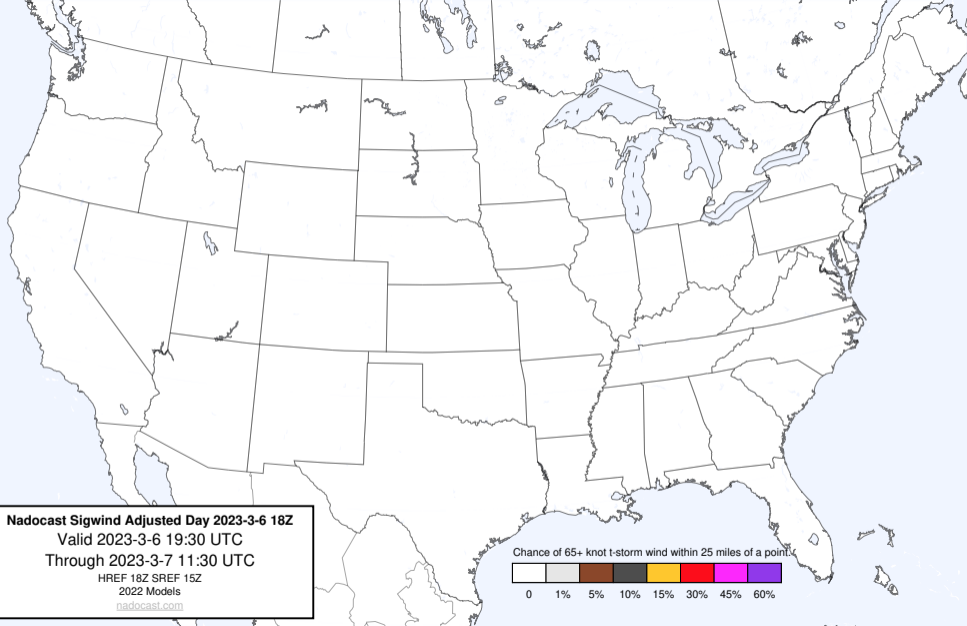 Nadocast Sigwind Adjusted Day 2023-3-6 18Z
Valid 2023-3-6 19:30 UTC
Through 2023-3-7 11:30 UTC
HREF 18Z SREF 15Z
2022 Models
nadocast.com
Chance of 65+ knot t-storm wind within 25 miles of a point.
0 1% 5% 10% 15% 30% 45% 60%